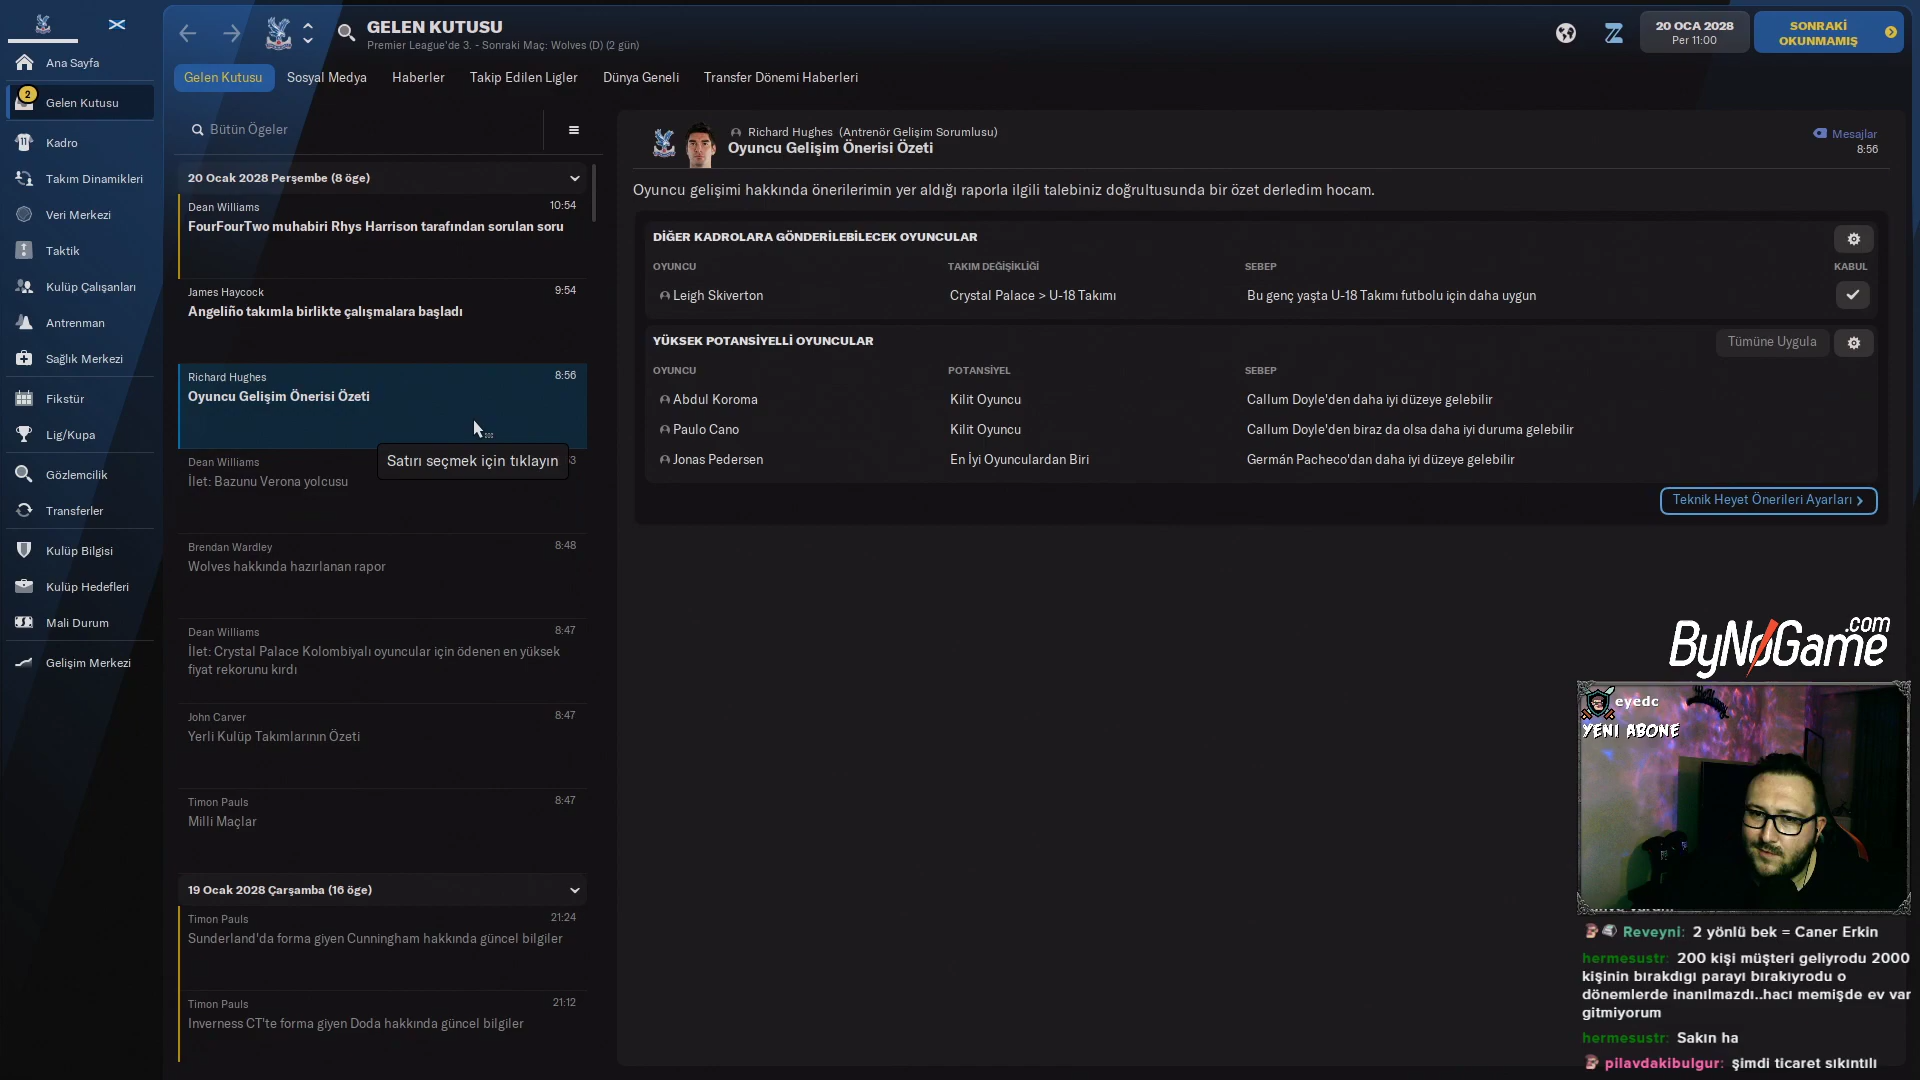 GELEN KUTUSU
Premier League'de 3. - Sonraki Maç: Wolves (D) (2 gün)
20 OCA 2028
Per 11:00
SONRAKİ
OKUNMAMIŞ
Gelen Kutusu
Sosyal Medya
Haberler
Takip Edilen Ligler
Dünya Geneli
Transfer Dönemi Haberleri
Ana Sayfa
2
Gelen Kutusu
Kadro
Takım Dinamikleri
Veri Merkezi
Taktik
Kulüp Çalışanları
Antrenman
Sağlık Merkezi
Fikstür
Lig/Kupa
Gözlemcilik
Transferler
Kulüp Bilgisi
Kulüp Hedefleri
Mali Durum
Gelişim Merkezi
Bütün Ögeler
20 Ocak 2028 Perşembe (8 öge)
Dean Williams
10:54
FourFourTwo muhabiri Rhys Harrison tarafından sorulan soru
James Haycock
9:54
Angeliño takımla birlikte çalışmalara başladı
Richard Hughes
8:56
Oyuncu Gelişim Önerisi Özeti
Satırı seçmek için tıklayın
Dean Williams
İlet: Bazunu Verona yolcusu
Brendan Wardley
8:48
Wolves hakkında hazırlanan rapor
Dean Williams
8:47
İlet: Crystal Palace Kolombiyalı oyuncular için ödenen en yüksek
fiyat rekorunu kırdı
John Carver
8:47
Yerli Kulüp Takımlarının Özeti
Timon Pauls
8:47
Milli Maçlar
19 Ocak 2028 Çarşamba (16 öge)
Timon Pauls
21:24
Sunderland'da forma giyen Cunningham hakkında güncel bilgiler
Timon Pauls
21:12
Inverness CT'te forma giyen Doda hakkında güncel bilgiler
Richard Hughes (Antrenör Gelişim Sorumlusu)
Oyuncu Gelişim Önerisi Özeti
Mesajlar
8:56
Oyuncu gelişimi hakkında önerilerimin yer aldığı raporla ilgili talebiniz doğrultusunda bir özet derledim hocam.
DİĞER KADROLARA GÖNDERİLEBİLECEK OYUNCULAR
OYUNCU
TAKIM DEĞİŞİKLİĞİ
SEBEP
KABUL
Leigh Skiverton
Crystal Palace > U-18 Takımı
Bu genç yaşta U-18 Takımı futbolu için daha uygun
YÜKSEK POTANSİYELLİ OYUNCULAR
Tümüne Uygula
OYUNCU
POTANSİYEL
SEBEP
Abdul Koroma
Kilit Oyuncu
Callum Doyle'den daha iyi düzeye gelebilir
Paulo Cano
Kilit Oyuncu
Callum Doyle'den biraz da olsa daha iyi duruma gelebilir
Jonas Pedersen
En İyi Oyunculardan Biri
Germán Pacheco'dan daha iyi düzeye gelebilir
Teknik Heyet Önerileri Ayarları
ByNoGame.com
eyedc
YENI ABONE
Reveyni: 2 yönlü bek = Caner Erkin
hermesustr: 200 kişi müşteri geliyrodu 2000
kişinin bırakdıgı parayı bırakıyrodu o
dönemlerde inanılmazdı..hacı memişde ev var
gitmiyorum
hermesustr: Sakın ha
pilavdakibulgur: şimdi ticaret sıkıntılı